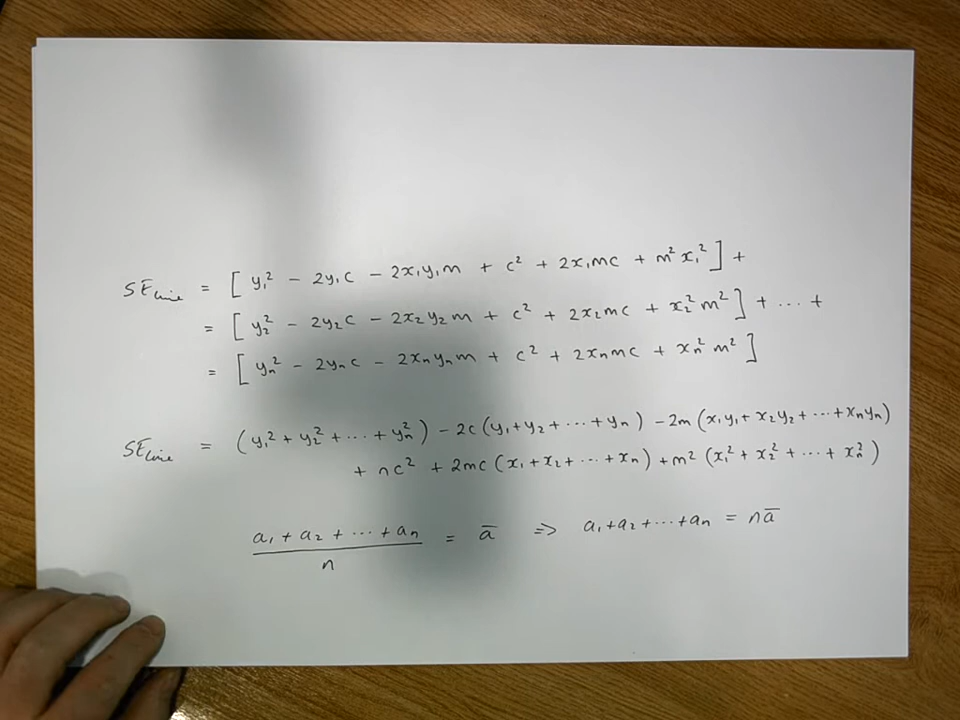 SE_line = [y₁² - 2y₁c - 2x₁y₁m + c² + 2x₁mc + m²x₁²] +
= [y₂² - 2y₂c - 2x₂y₂m + c² + 2x₂mc + x₂²m²] + ... +
= [yₙ² - 2yₙc - 2xₙyₙm + c² + 2xₙmc + xₙ²m²]
SE_line = (y₁² + y₂² + ... + yₙ²) - 2c(y₁+y₂+...+yₙ) - 2m(x₁y₁+x₂y₂+...+xₙyₙ)
+ nc² + 2mc(x₁+x₂+...+xₙ) + m²(x₁²+x₂²+...+xₙ²)
(a₁+a₂+...+aₙ)/n = a̅ ⇒ a₁+a₂+...+aₙ = na̅